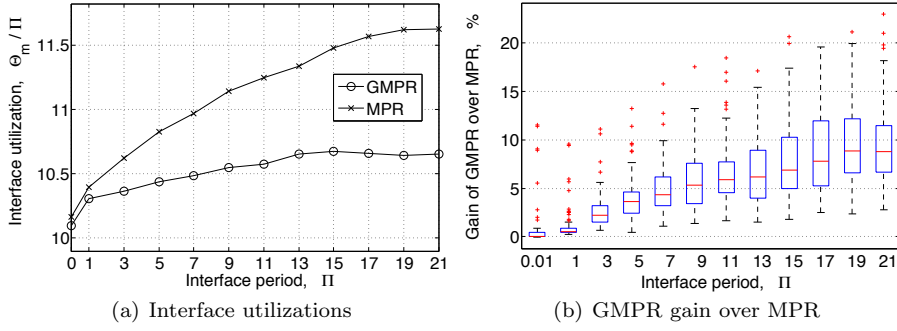 Interface utilization, Θm / Π
11.5
11
10.5
10
GMPR
MPR
0 1 3 5 7 9 11 13 15 17 19 21
Interface period, Π
(a) Interface utilizations
Gain of GMPR over MPR, %
20
15
10
5
0
0.01 1 3 5 7 9 11 13 15 17 19 21
Interface period, Π
(b) GMPR gain over MPR